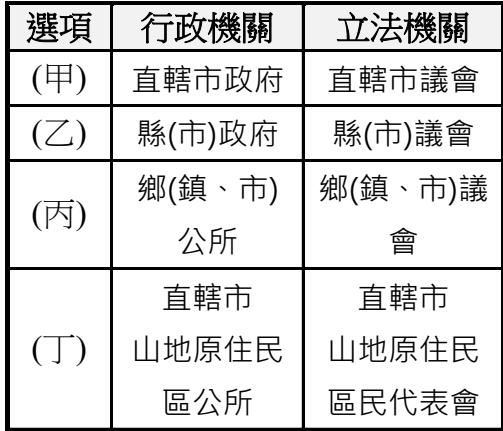 選項 行政機關 立法機關
(甲) 直轄市政府 直轄市議會
(乙) 縣(市)政府 縣(市)議會
(丙) 鄉(鎮、市) 鄉(鎮、市)議
公所 會
(丁) 直轄市 直轄市
山地原住民 山地原住民
區公所 區民代表會